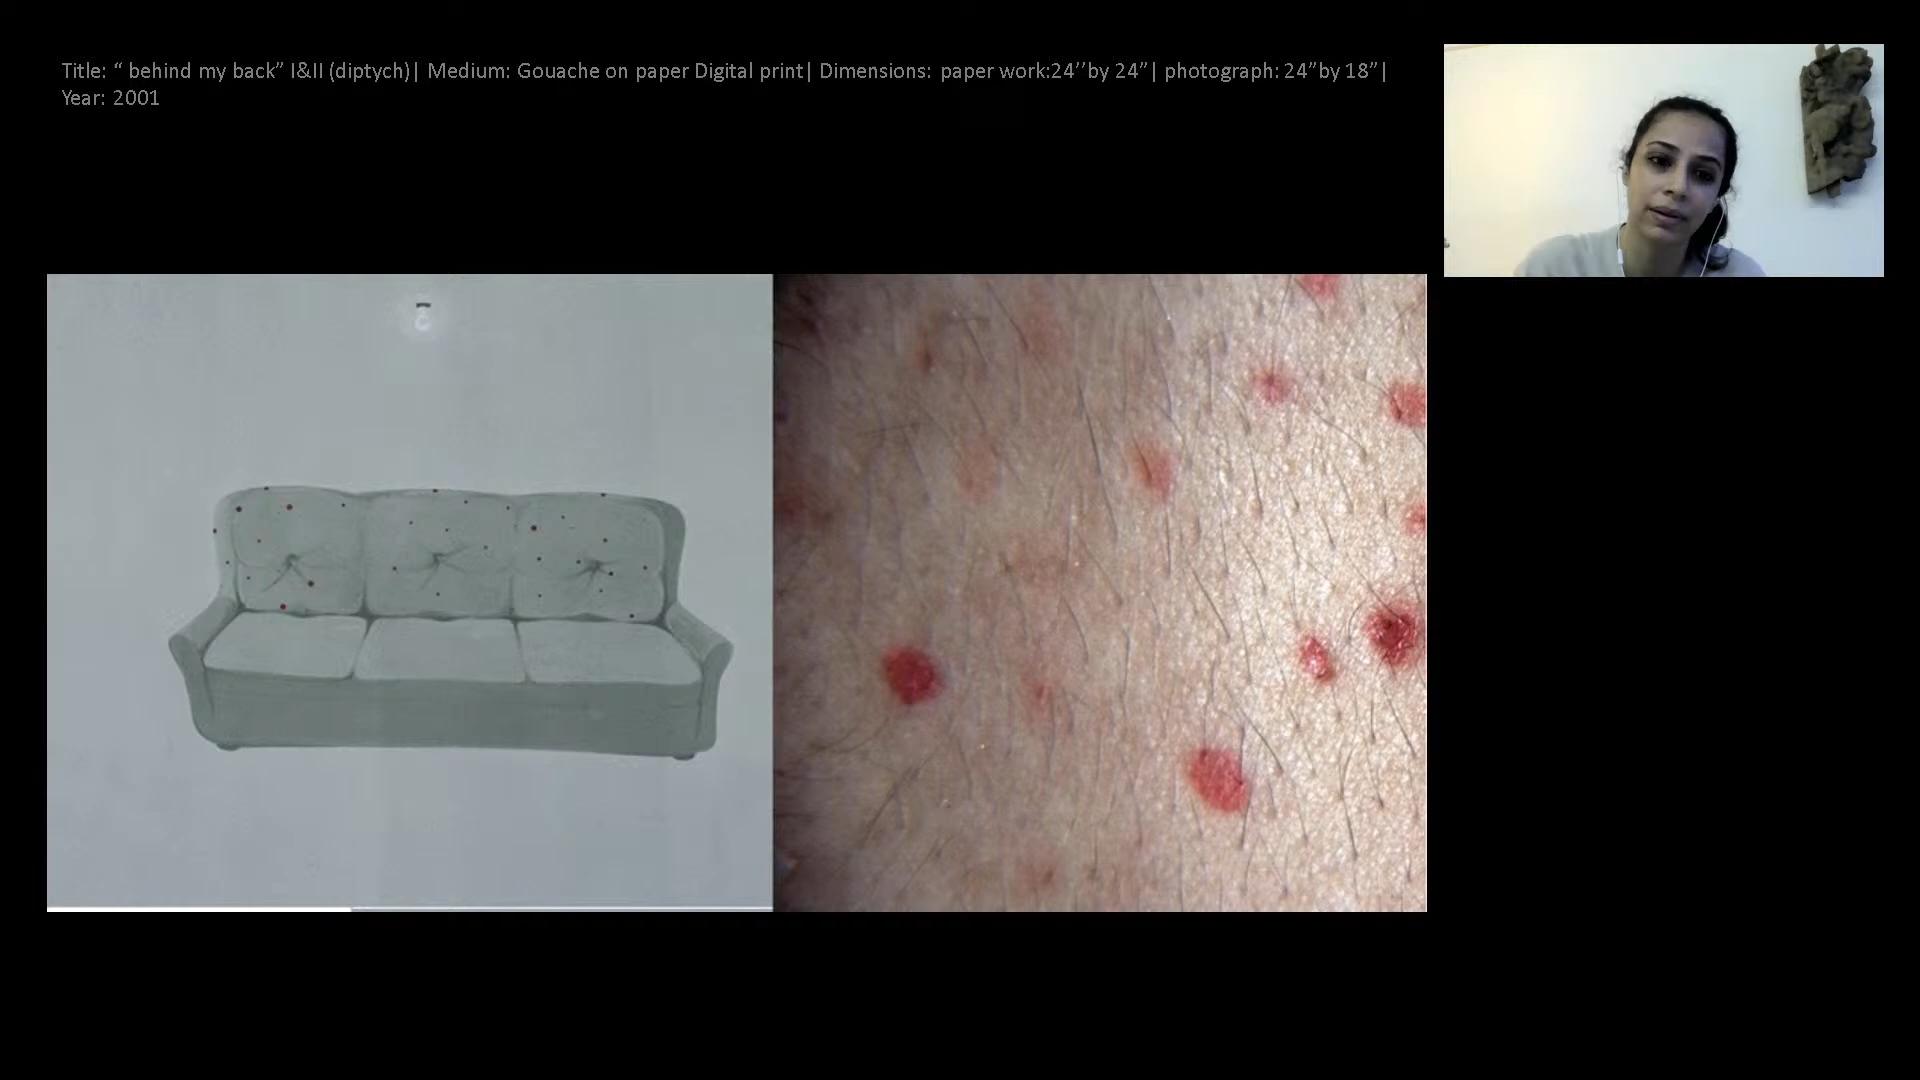 Title: “ behind my back” I&II (diptych)| Medium: Gouache on paper Digital print| Dimensions: paper work:24’’by 24”| photograph: 24”by 18”|
Year: 2001